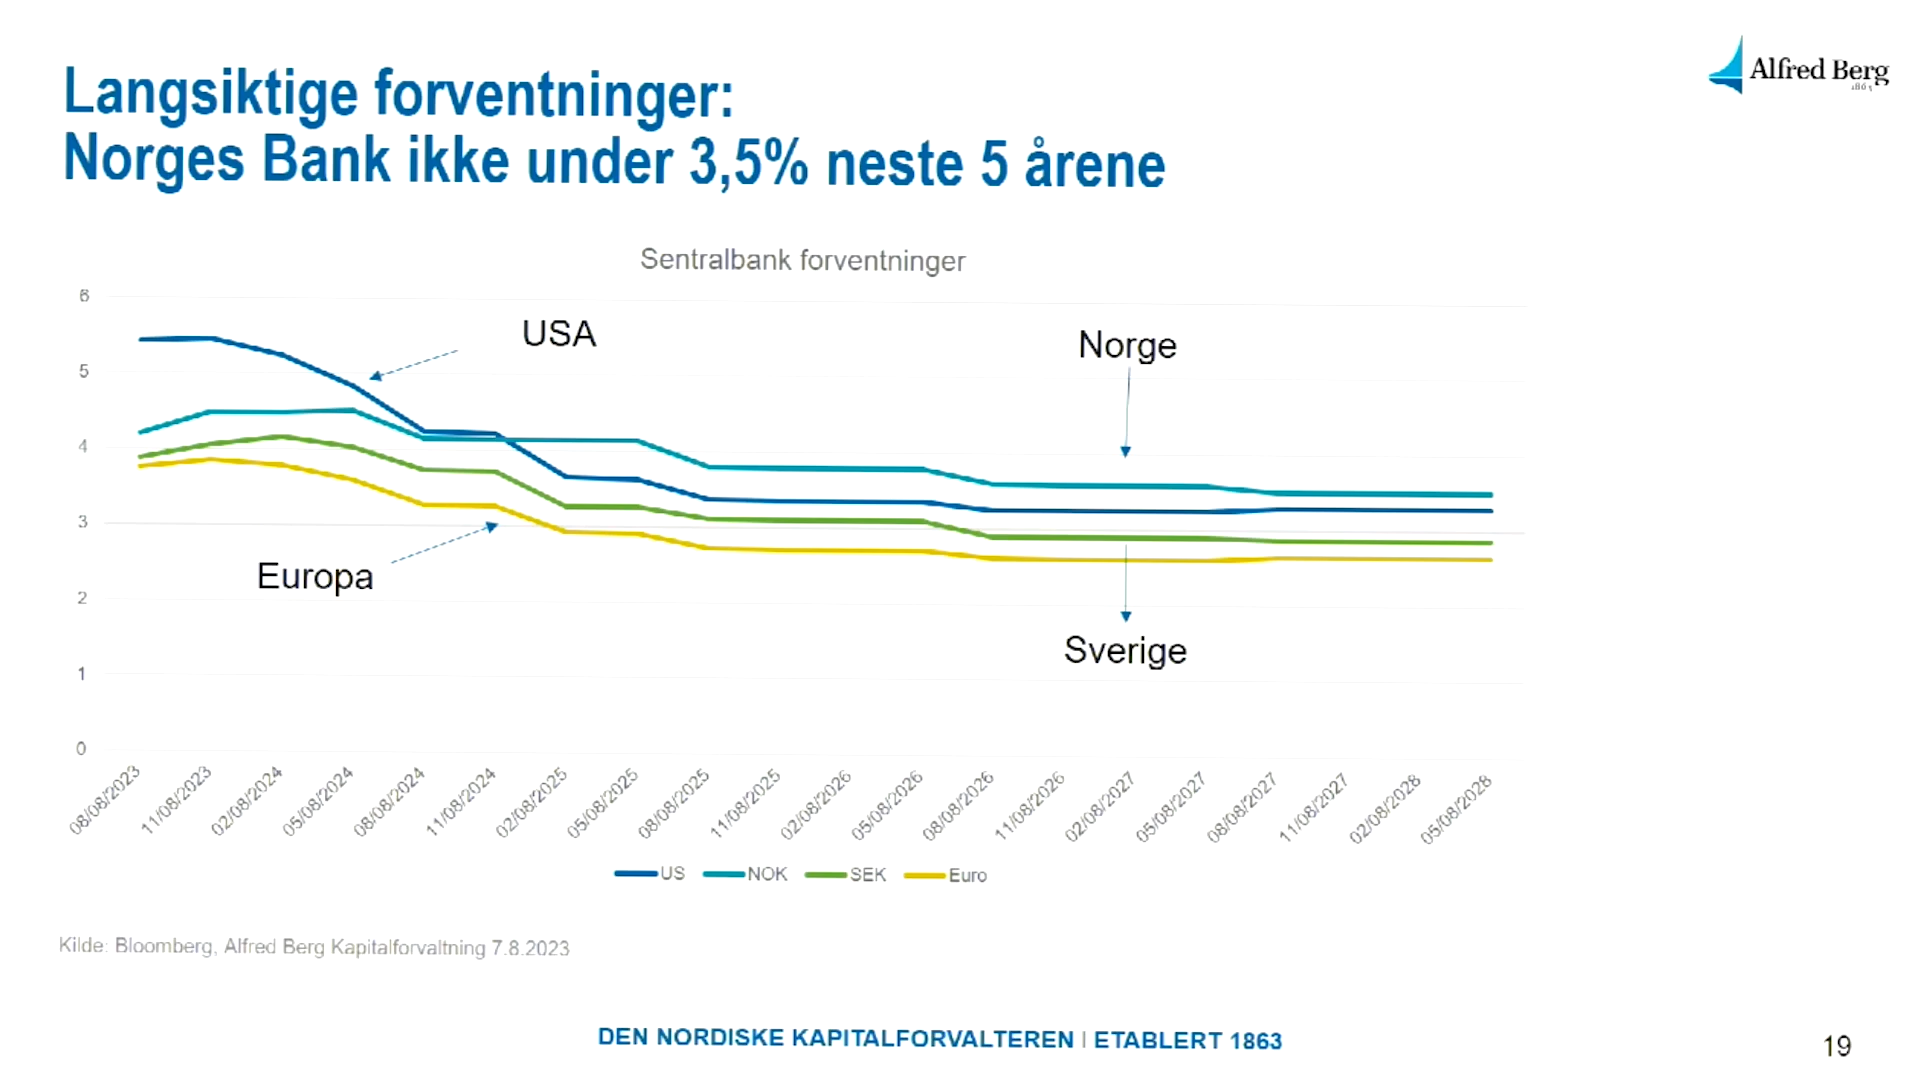 Alfred Berg
Langsiktige forventninger:
Norges Bank ikke under 3,5% neste 5 årene
Sentralbank forventninger
6
5
4
3
2
1
0
USA
Norge
Europa
Sverige
08/08/2023
11/08/2023
02/08/2024
05/08/2024
08/08/2024
11/08/2024
02/08/2025
05/08/2025
08/08/2025
11/08/2025
02/08/2026
05/08/2026
08/08/2026
11/08/2026
02/08/2027
05/08/2027
08/08/2027
11/08/2027
02/08/2028
05/08/2028
US NOK SEK Euro
Kilde: Bloomberg, Alfred Berg Kapitalforvaltning 7.8.2023
DEN NORDISKE KAPITALFORVALTEREN | ETABLERT 1863
19